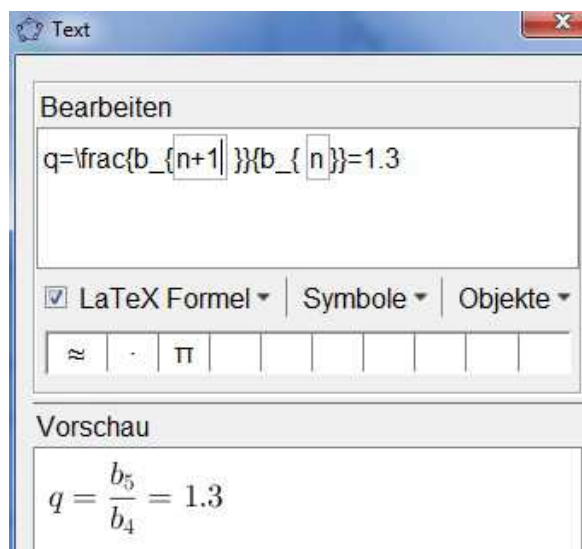 Text
Bearbeiten
q=\frac{b_{n+1 }}{b_{ n}}=1.3
LaTeX Formel Symbole Objekte
≈ · π
Vorschau
q = b₅/b₄ = 1.3